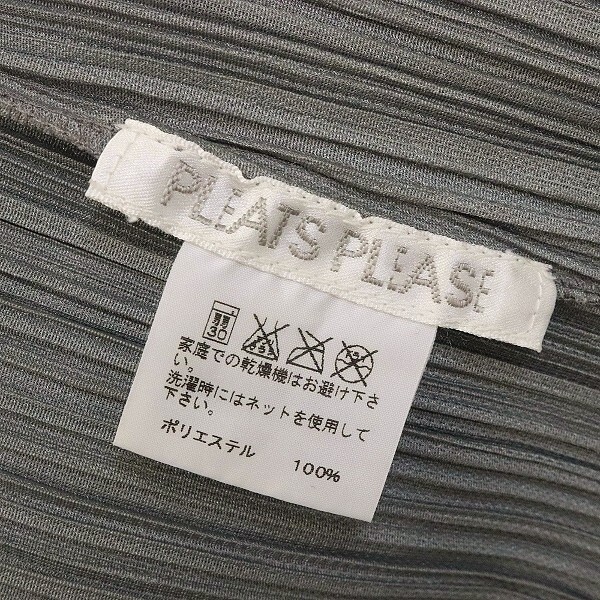 PLEATS PLEASE
30
家庭での乾燥機はお避け下さ
い。
洗濯時にはネットを使用して
下さい。
ポリエステル 100%